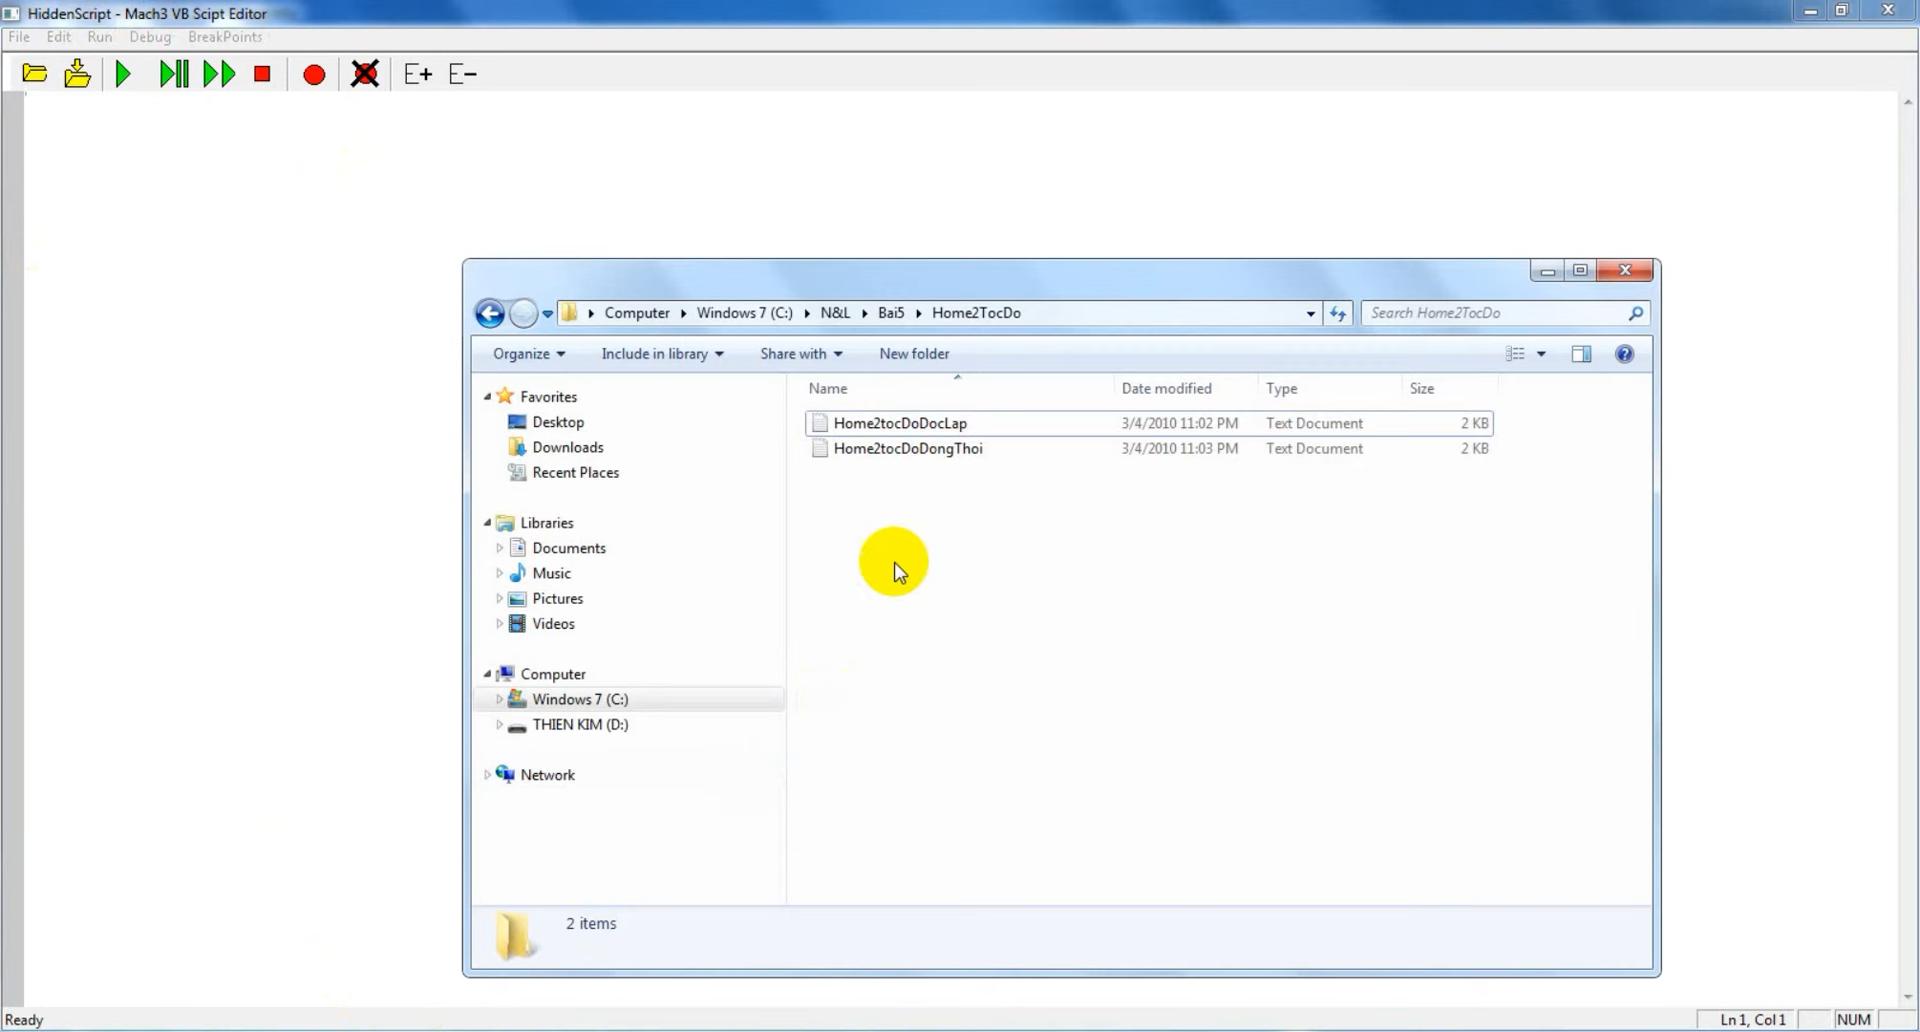 HiddenScript - Mach3 VB Scipt Editor
File Edit Run Debug BreakPoints
E+ E-
Computer Windows 7 (C:) N&L Bai5 Home2TocDo
Search Home2TocDo
Organize Include in library Share with New folder
Name Date modified Type Size
Home2tocDoDocLap 3/4/2010 11:02 PM Text Document 2 KB
Home2tocDoDongThoi 3/4/2010 11:03 PM Text Document 2 KB
Favorites
Desktop
Downloads
Recent Places
Libraries
Documents
Music
Pictures
Videos
Computer
Windows 7 (C:)
THIEN KIM (D:)
Network
2 items
Ready Ln 1, Col 1 NUM